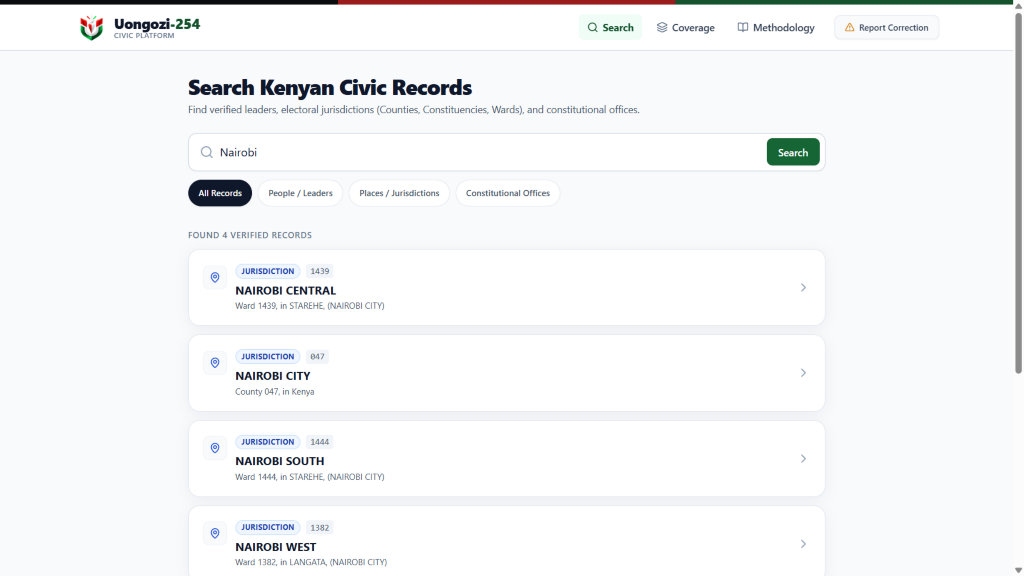 Uongozi-254
CIVIC PLATFORM
Search
Coverage
Methodology
Report Correction
Search Kenyan Civic Records
Find verified leaders, electoral jurisdictions (Counties, Constituencies, Wards), and constitutional offices.
Nairobi
Search
All Records
People / Leaders
Places / Jurisdictions
Constitutional Offices
FOUND 4 VERIFIED RECORDS
JURISDICTION 1439
NAIROBI CENTRAL
Ward 1439, in STAREHE, (NAIROBI CITY)
JURISDICTION 047
NAIROBI CITY
County 047, in Kenya
JURISDICTION 1444
NAIROBI SOUTH
Ward 1444, in STAREHE, (NAIROBI CITY)
JURISDICTION 1382
NAIROBI WEST
Ward 1382, in LANGATA, (NAIROBI CITY)